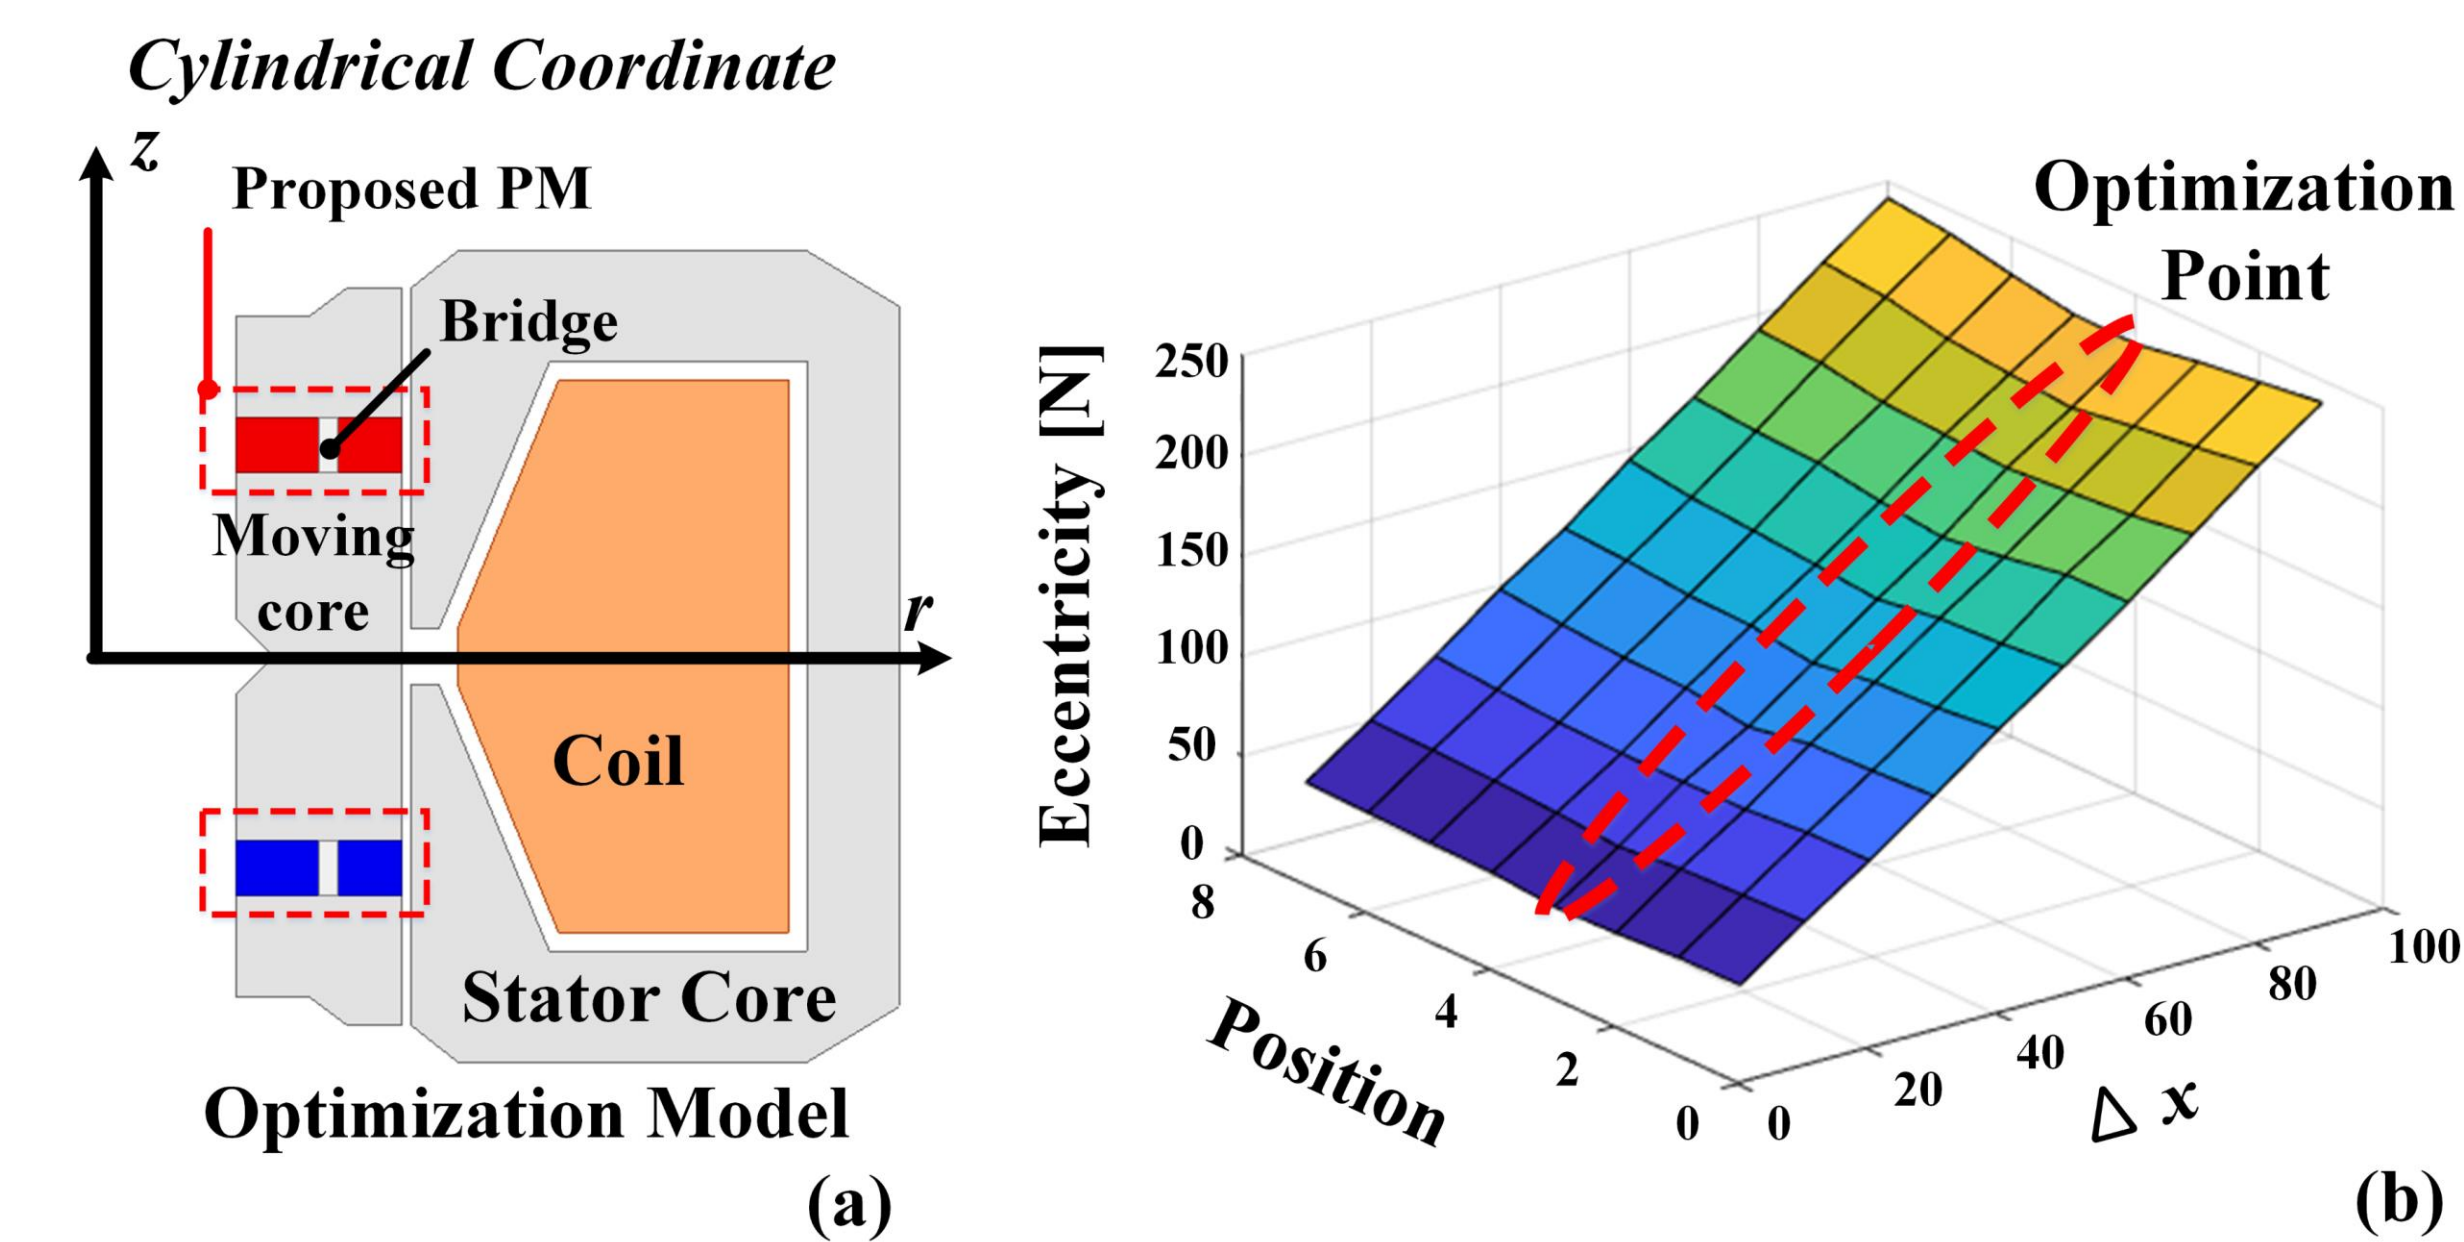 Cylindrical Coordinate
z
Proposed PM
Bridge
Moving
core
r
Coil
Stator Core
Optimization Model
(a)
Optimization
Point
Eccentricity [N]
250
200
150
100
50
0
8
6
4
2
0
Position
0
20
40
60
80
100
Δ x
(b)